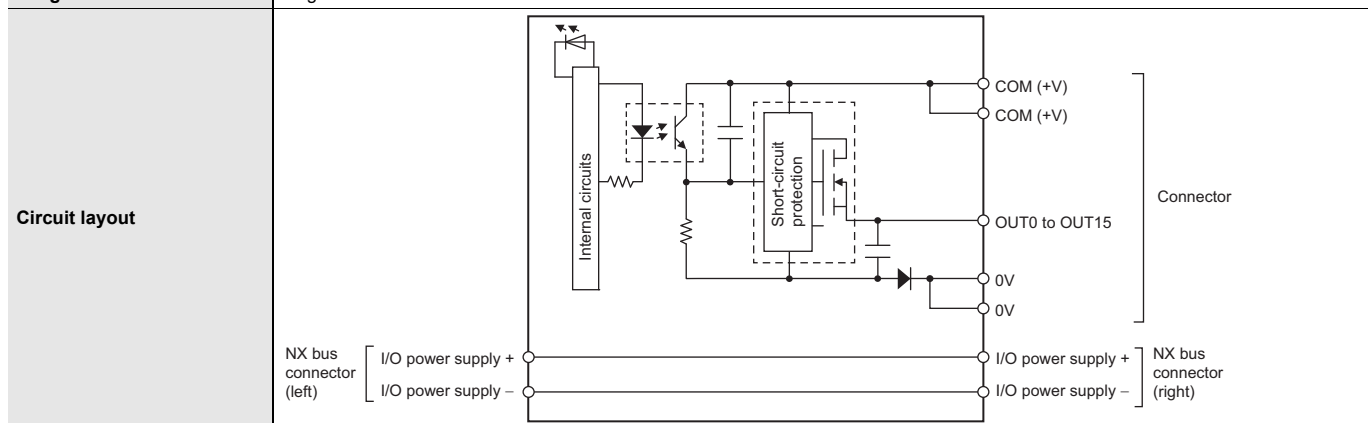 Circuit layout
Internal circuits
Short-circuit
protection
COM (+V)
COM (+V)
OUT0 to OUT15
0V
0V
Connector
NX bus
connector
(left)
I/O power supply +
I/O power supply –
I/O power supply +
I/O power supply –
NX bus
connector
(right)